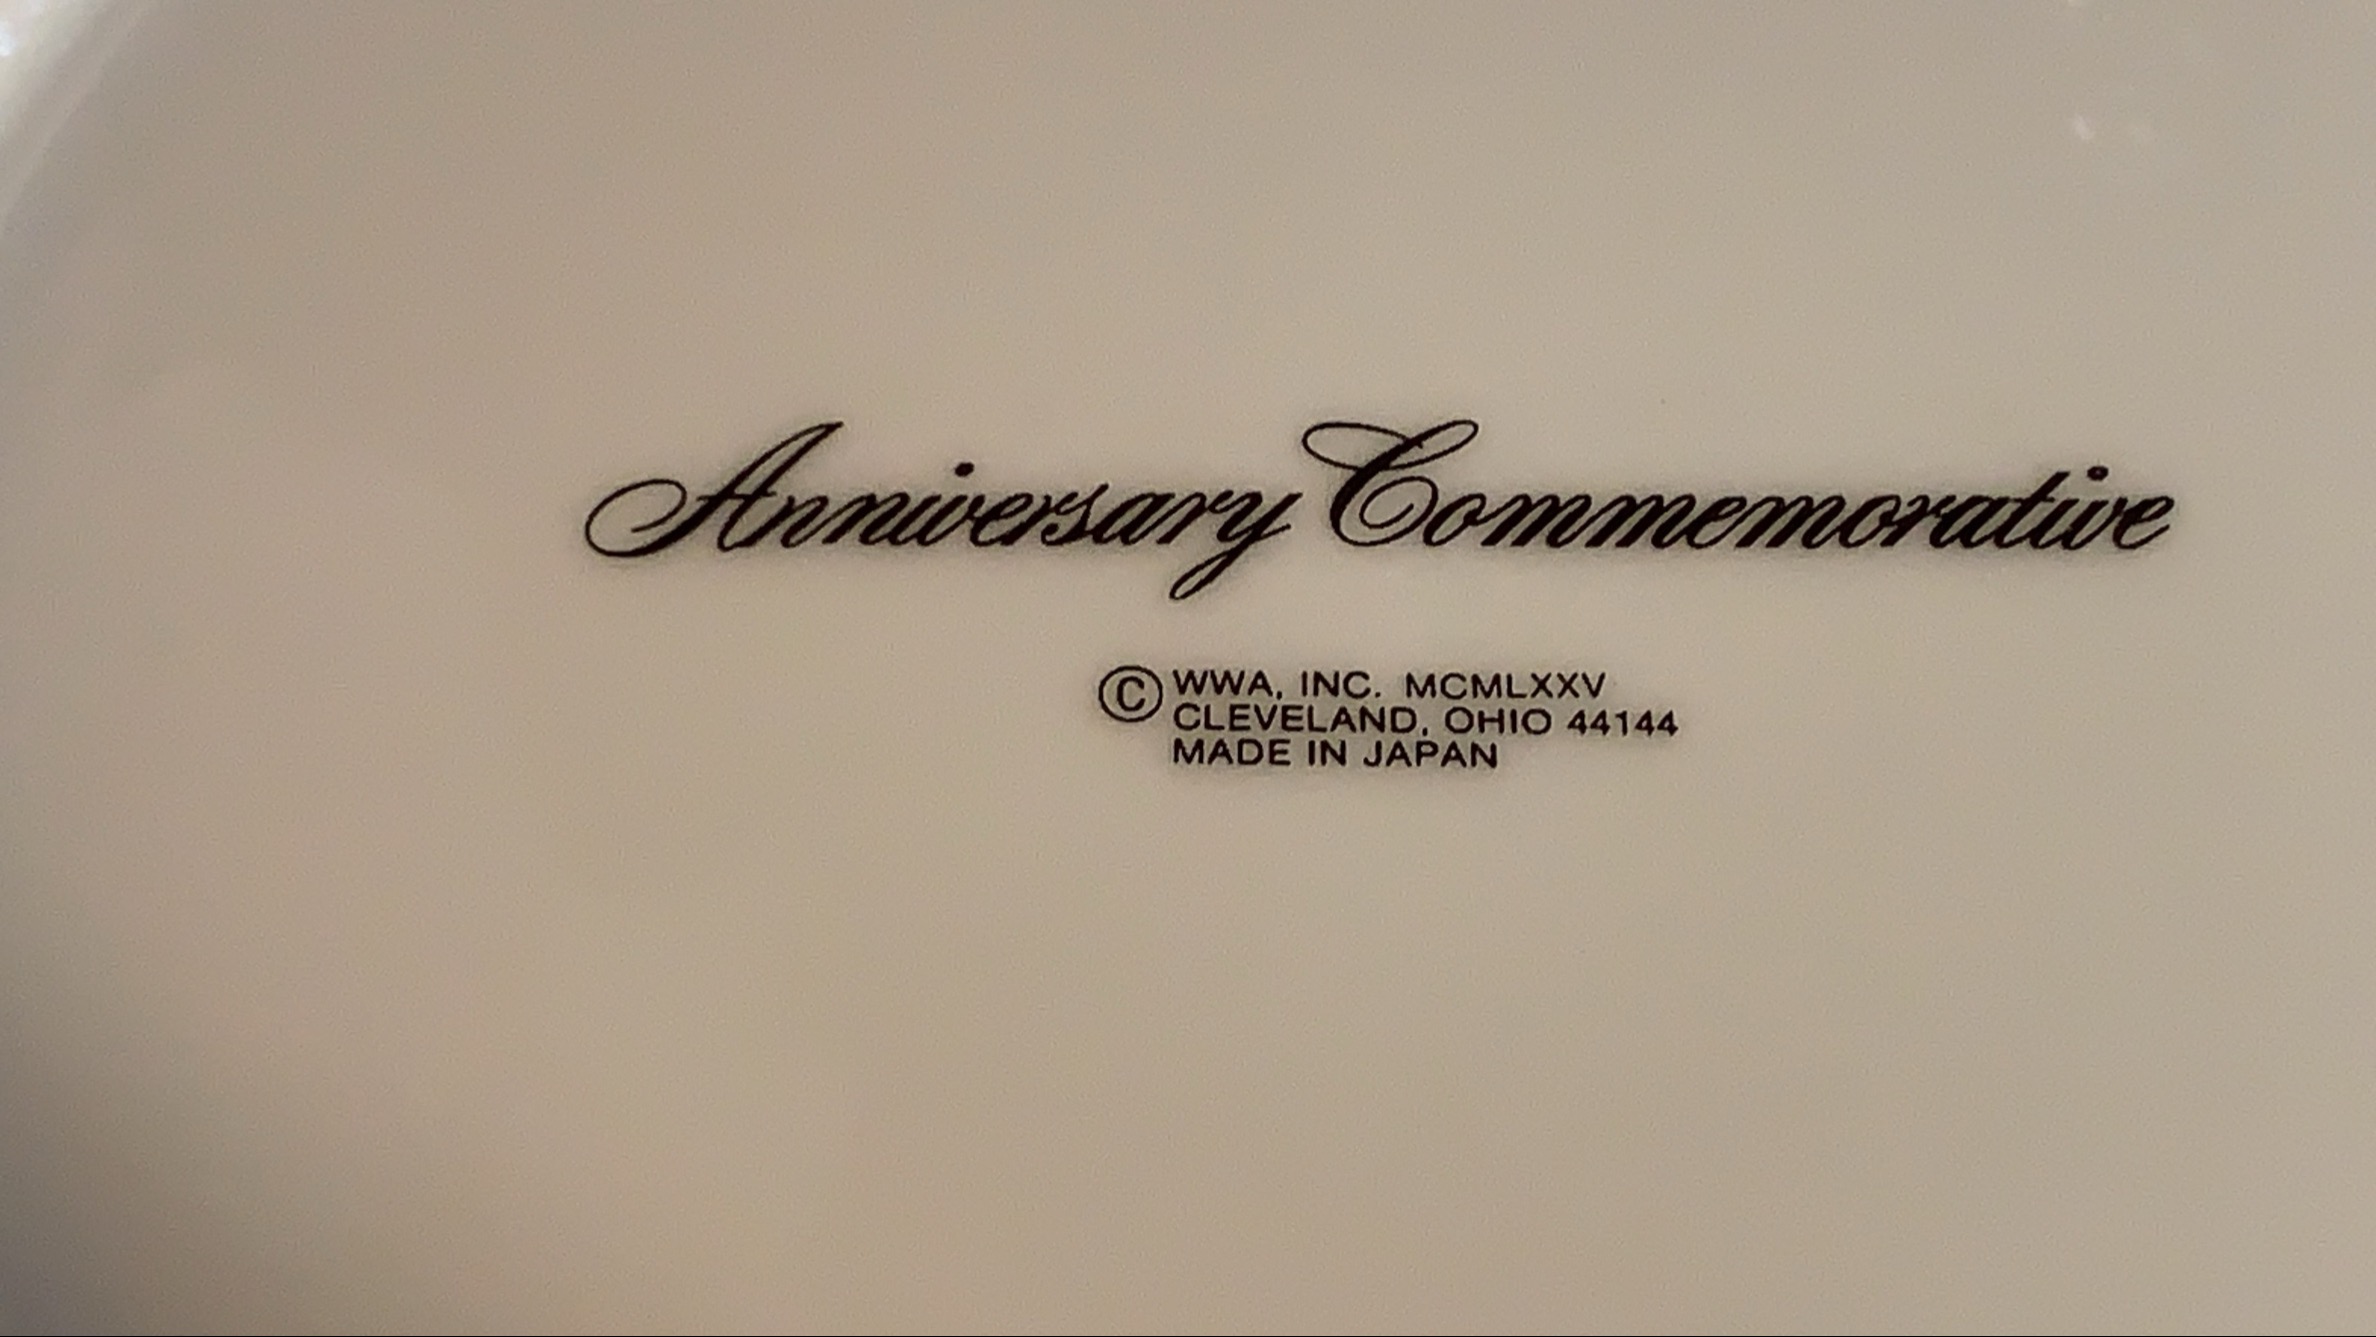 Anniversary Commemorative
© WWA, INC. MCMLXXV
CLEVELAND, OHIO 44144
MADE IN JAPAN